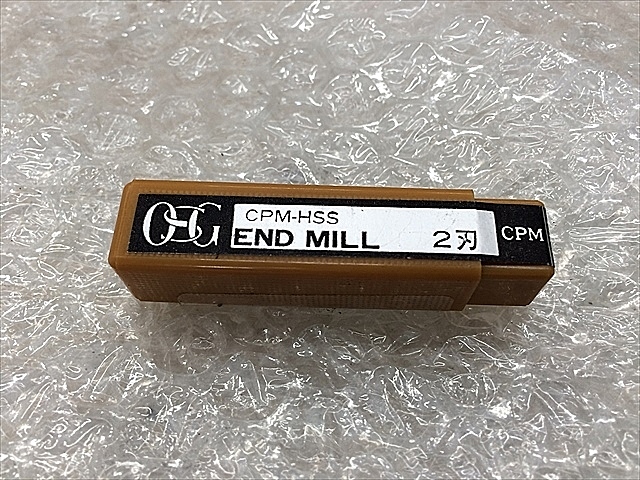 OSG
CPM-HSS
END MILL 2刃
CPM